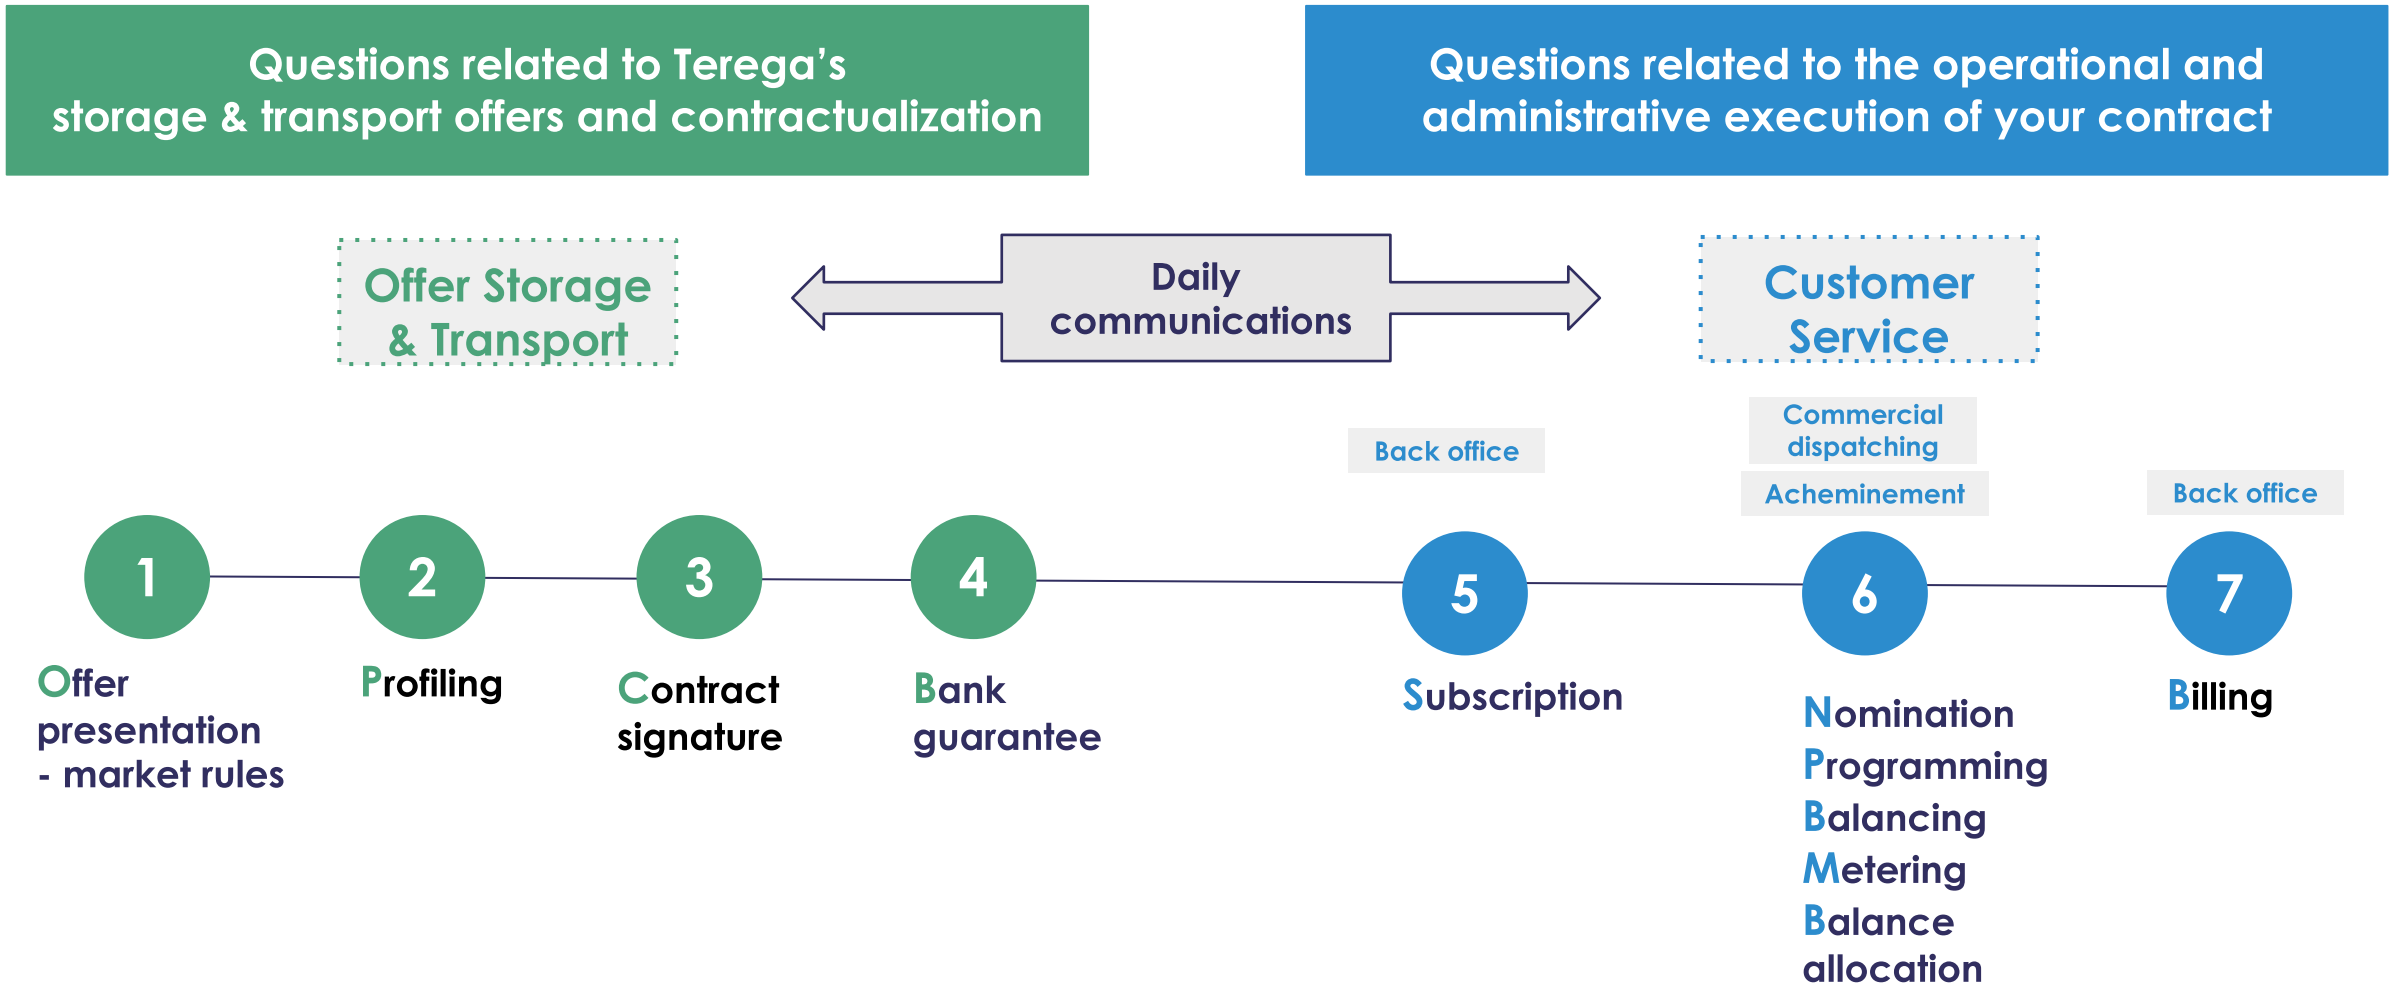 Questions related to Terega’s
storage & transport offers and contractualization
Questions related to the operational and
administrative execution of your contract
Offer Storage
& Transport
Daily
communications
Customer
Service
Back office
Commercial
dispatching
Acheminement
Back office
1
2
3
4
5
6
7
Offer
presentation
- market rules
Profiling
Contract
signature
Bank
guarantee
Subscription
Nomination
Programming
Balancing
Metering
Balance
allocation
Billing